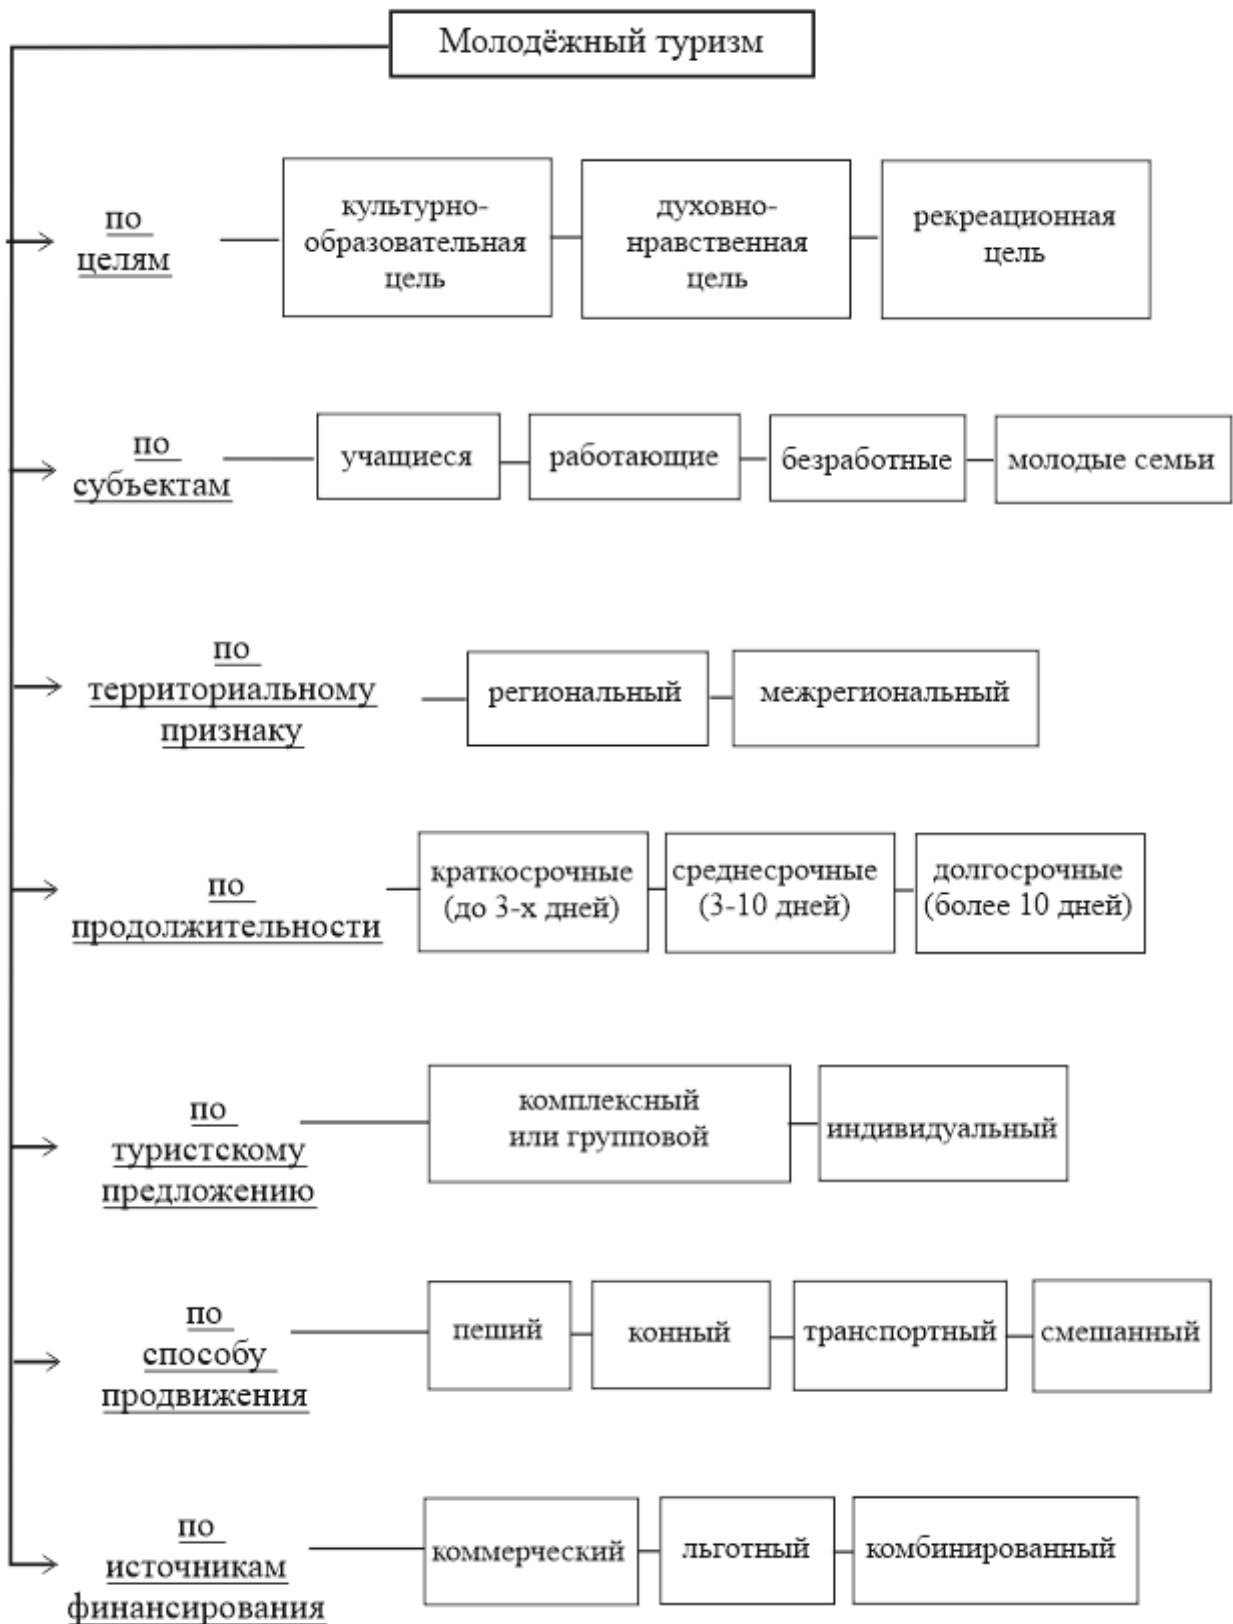 Молодёжный туризм
по
целям
культурно-
образовательная
цель
духовно-
нравственная
цель
рекреационная
цель
по
субъектам
учащиеся
работающие
безработные
молодые семьи
по
территориальному
признаку
региональный
межрегиональный
по
продолжительности
краткосрочные
(до 3-х дней)
среднесрочные
(3-10 дней)
долгосрочные
(более 10 дней)
по
туристскому
предложению
комплексный
или групповой
индивидуальный
по
способу
продвижения
пеший
конный
транспортный
смешанный
по
источникам
финансирования
коммерческий
льготный
комбинированный